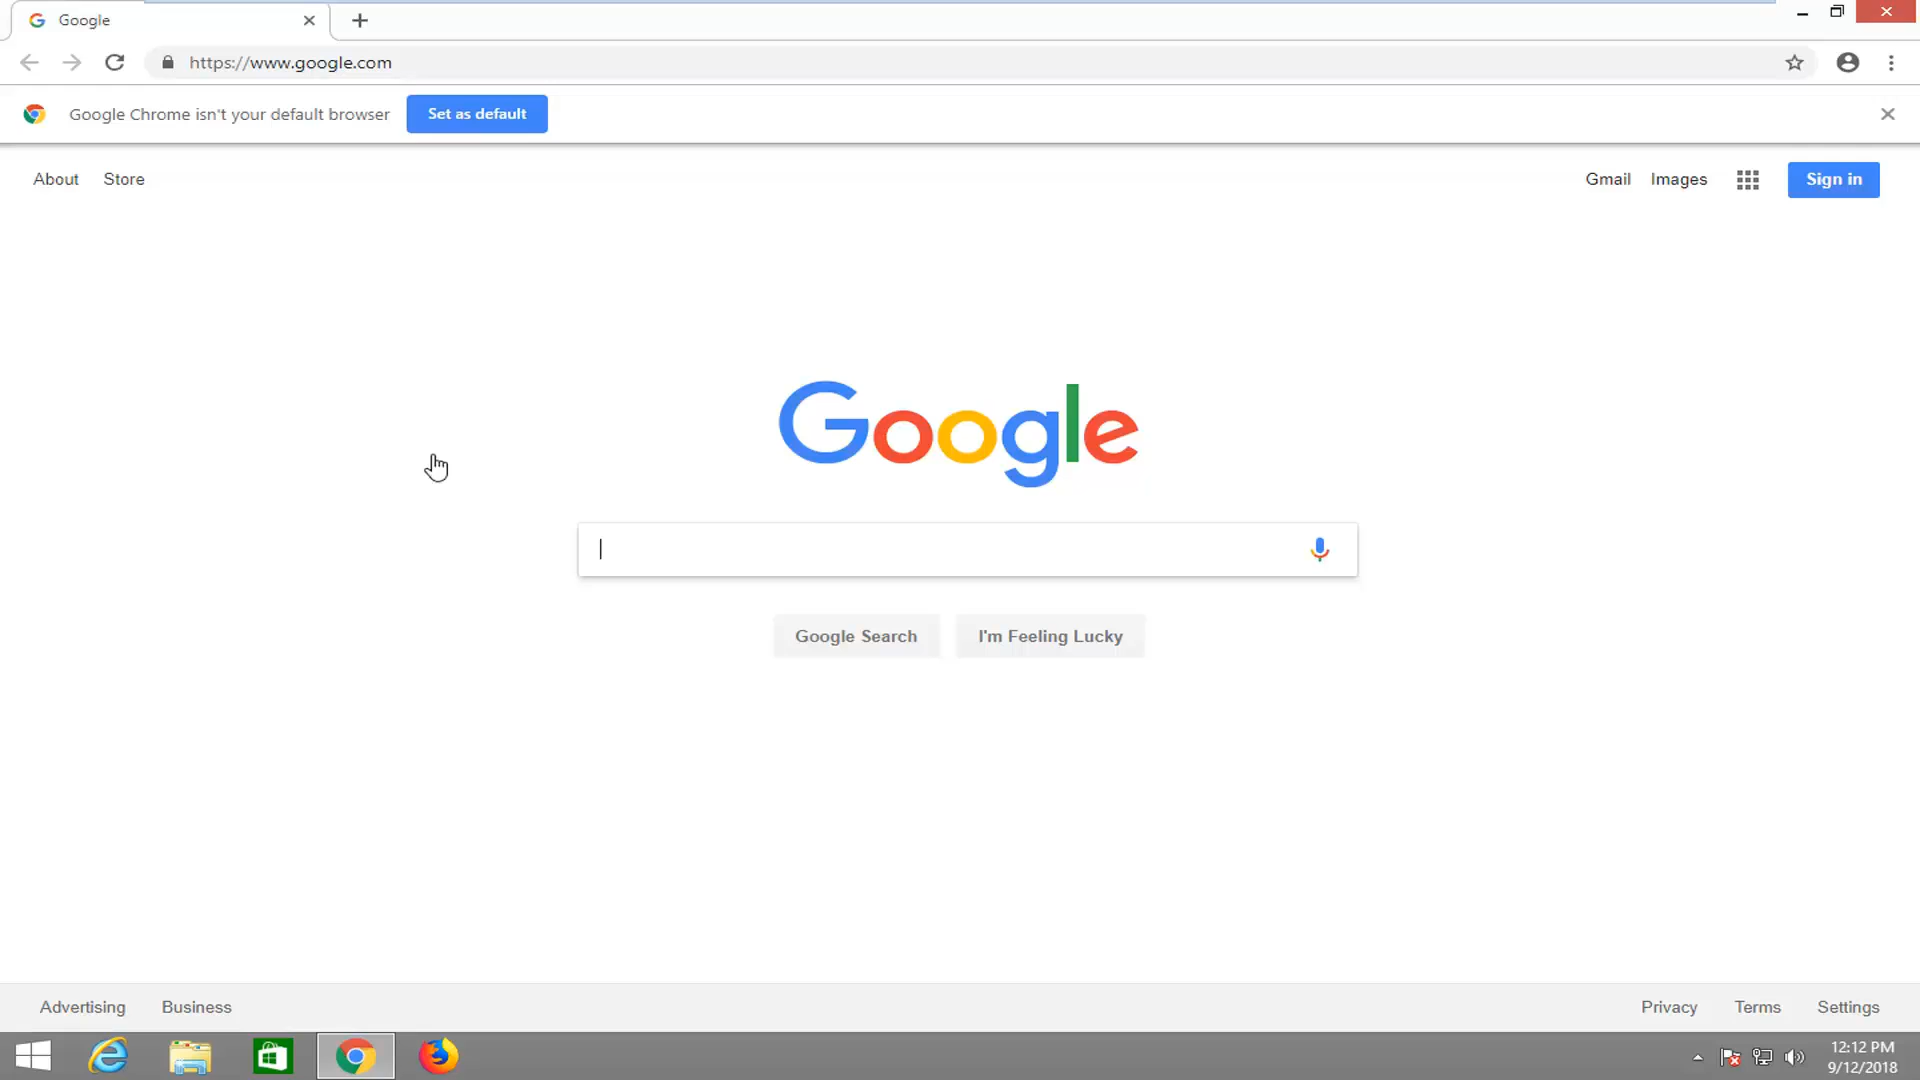 Google
https://www.google.com
Google Chrome isn't your default browser
Set as default
About Store
Gmail Images
Sign in
Google
Google Search
I'm Feeling Lucky
Advertising Business
Privacy Terms Settings
12:12 PM
9/12/2018